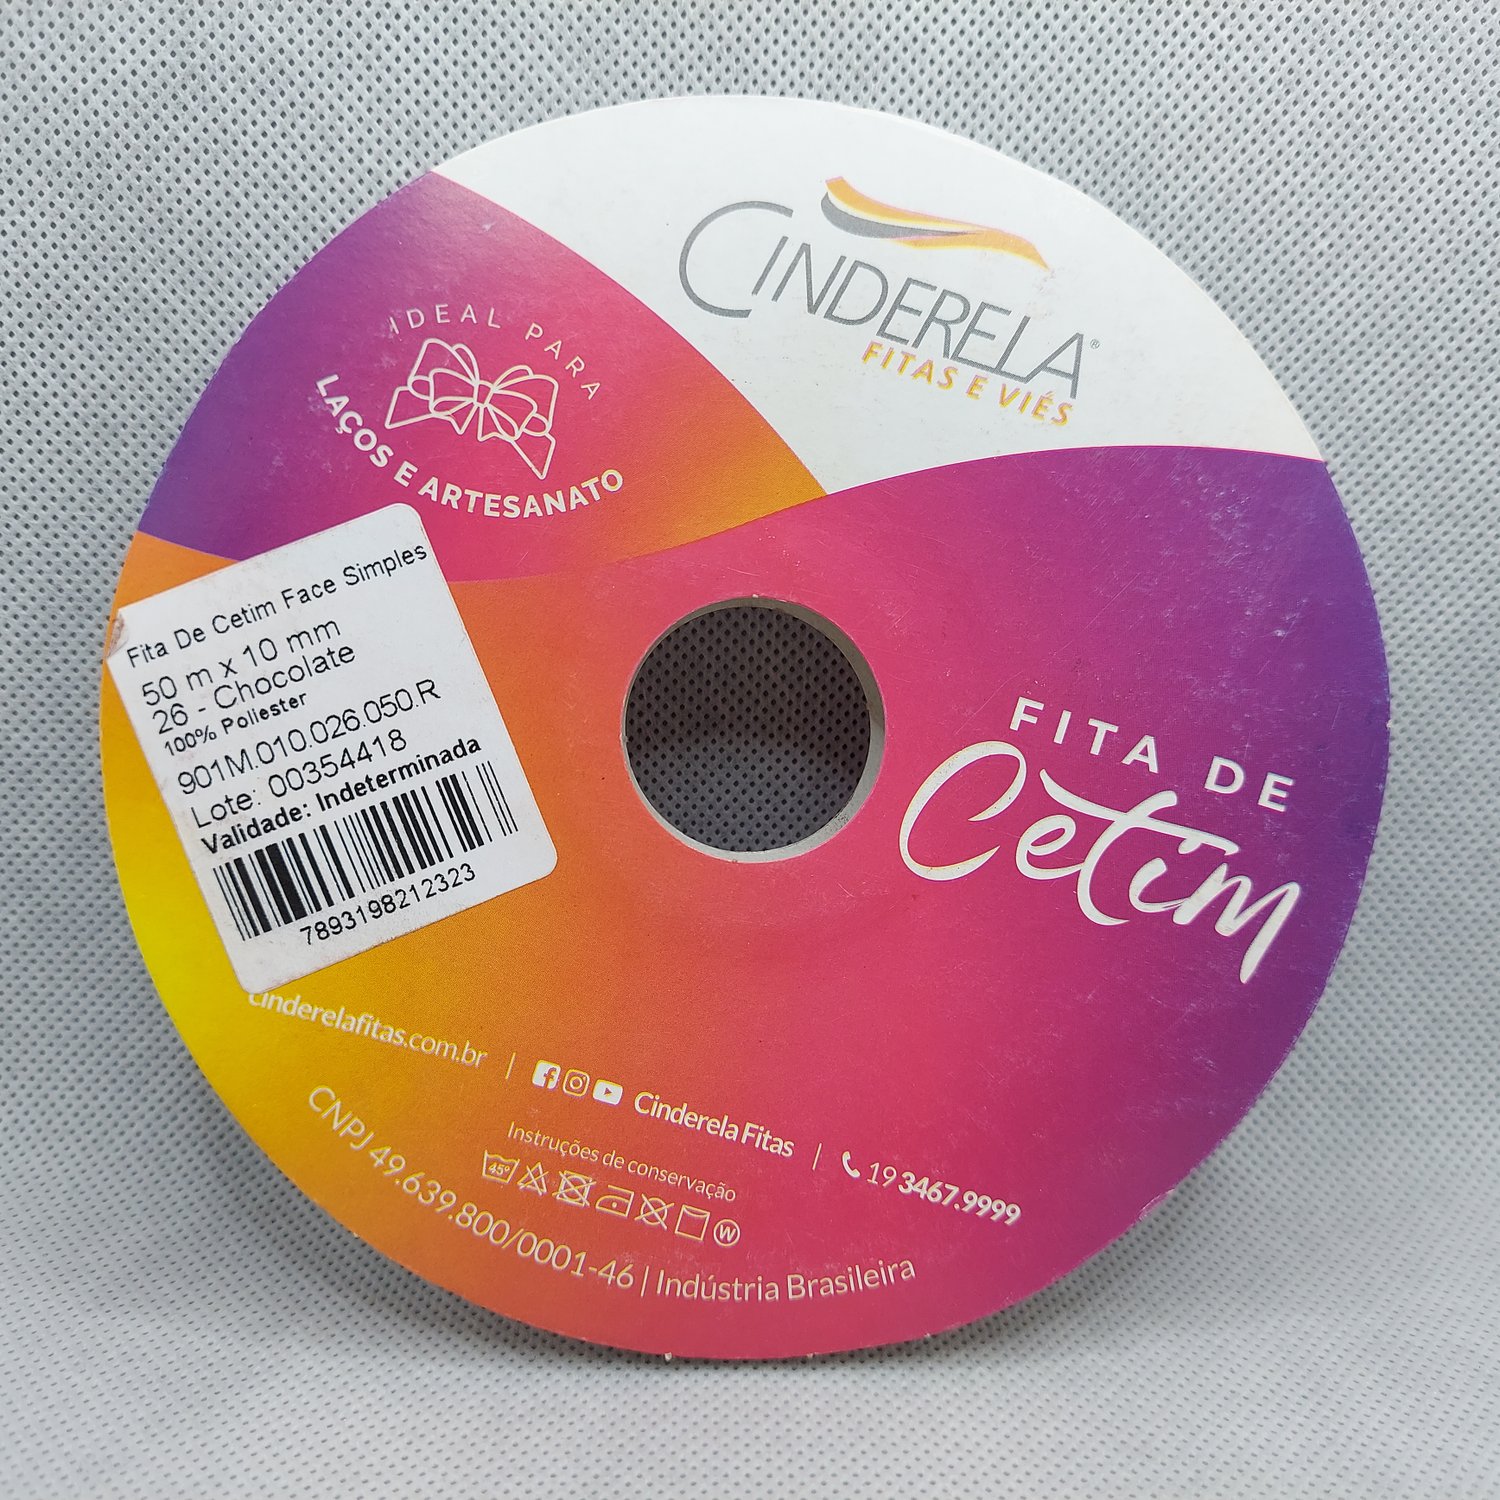 CINDERELA®
FITAS E VIÉS
IDEAL PARA
LAÇOS E ARTESANATO
Fita De Cetim Face Simples
50 m x 10 mm
26 - Chocolate
100% Poliester
901M.010.026.050.R
Lote: 00354418
Validade: Indeterminada
7893198212323
FITA DE
Cetim
cinderelafitas.com.br | Cinderela Fitas | 19 3467.9999
Instruções de conservação
45°
W
CNPJ 49.639.800/0001-46 | Indústria Brasileira